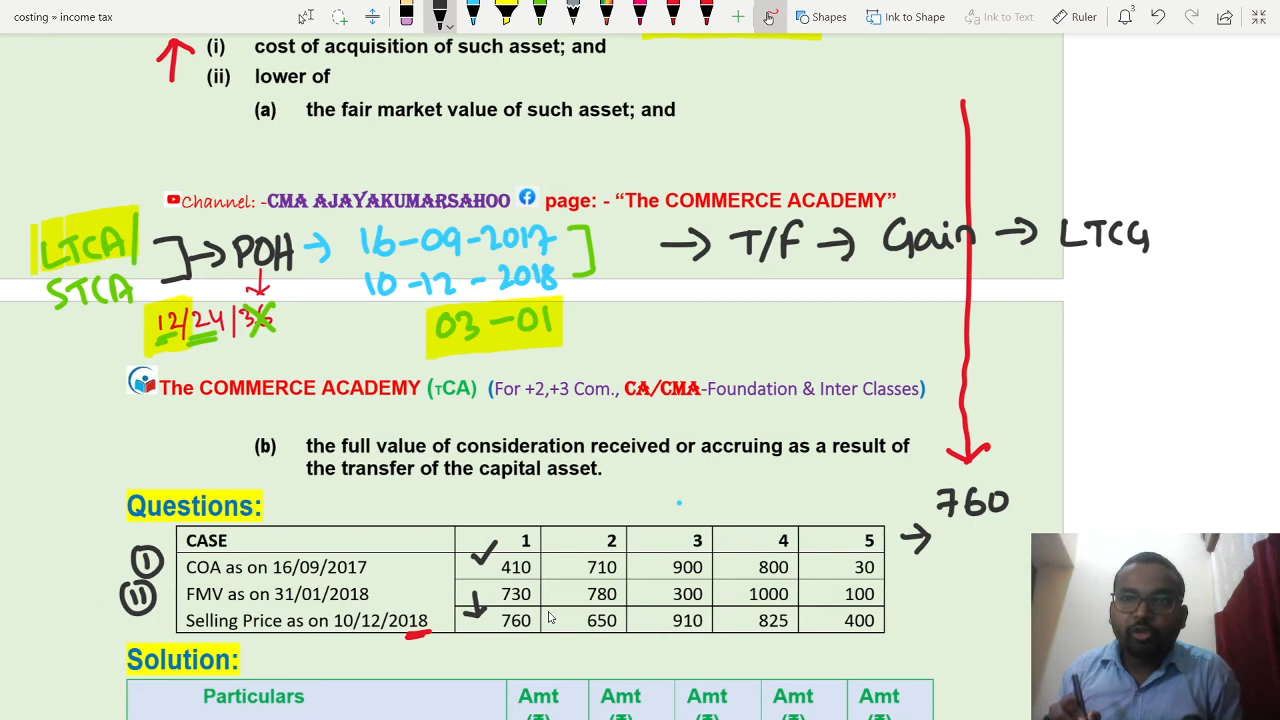 costing » income tax
Shapes
Ink to Shape
Ink to Text
Ruler
3
(i) cost of acquisition of such asset; and
(ii) lower of
(a) the fair market value of such asset; and
Channel: -CMA AJAYAKUMARSAHOO page: - “The COMMERCE ACADEMY”
LTCA/ STCA → POH → 16-09-2017 → T/F → Gain → LTCG
10-12-2018
12/24/36
03-01
The COMMERCE ACADEMY (TCA) (For +2,+3 Com., CA/CMA-Foundation & Inter Classes)
(b) the full value of consideration received or accruing as a result of
the transfer of the capital asset.
Questions:
760
CASE 1 2 3 4 5 →
(I) COA as on 16/09/2017 410 710 900 800 30
(II) FMV as on 31/01/2018 730 780 300 1000 100
Selling Price as on 10/12/2018 760 650 910 825 400
Solution:
Particulars Amt Amt Amt Amt Amt
(₹) (₹) (₹) (₹) (₹)